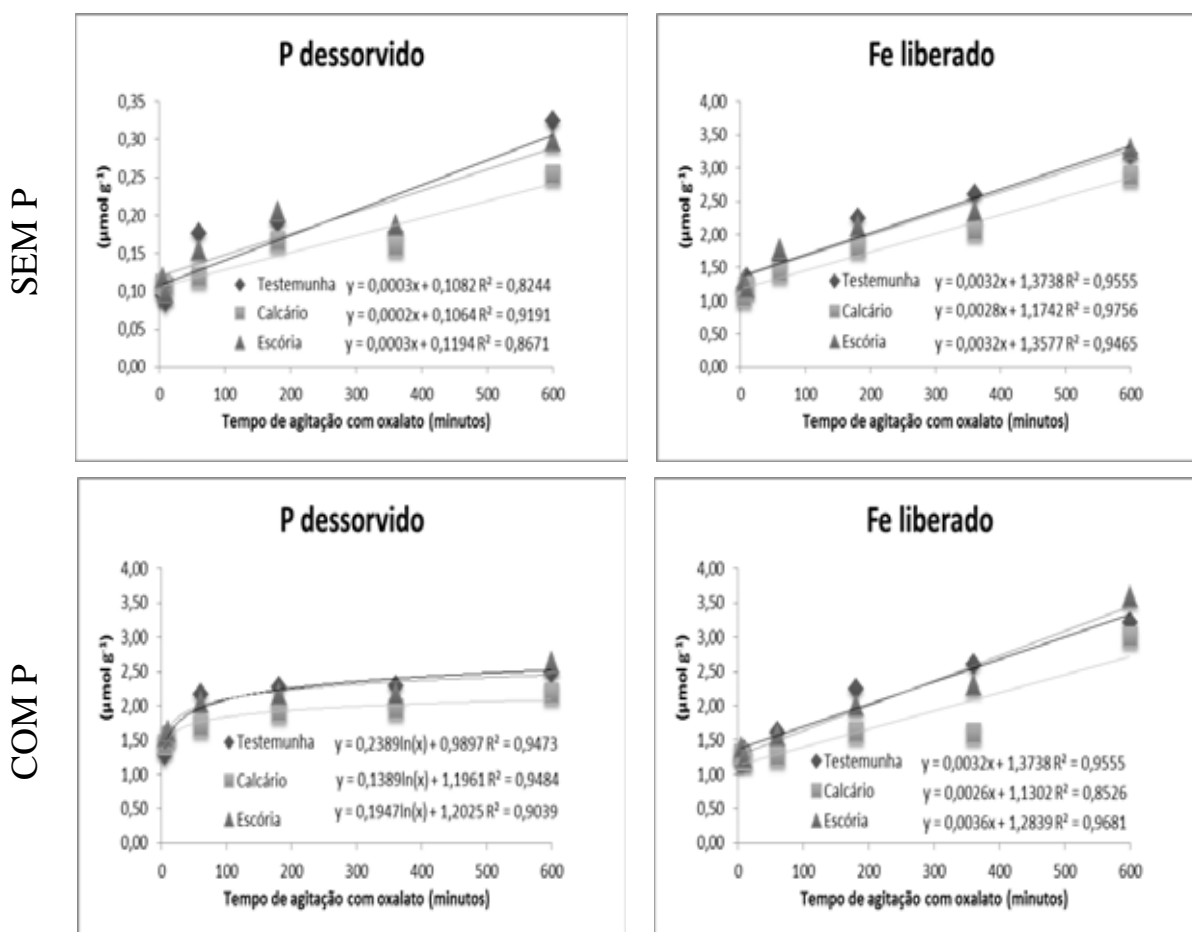 SEM P
P dessorvido
(µmol g⁻¹)
0,35
0,30
0,25
0,20
0,15
0,10
0,05
0,00
Testemunha y = 0,0003x + 0,1082 R² = 0,8244
Calcário y = 0,0002x + 0,1064 R² = 0,9191
Escória y = 0,0003x + 0,1194 R² = 0,8671
0 100 200 300 400 500 600
Tempo de agitação com oxalato (minutos)
Fe liberado
(µmol g⁻¹)
4,00
3,50
3,00
2,50
2,00
1,50
1,00
0,50
0,00
Testemunha y = 0,0032x + 1,3738 R² = 0,9555
Calcário y = 0,0028x + 1,1742 R² = 0,9756
Escória y = 0,0032x + 1,3577 R² = 0,9465
0 100 200 300 400 500 600
Tempo de agitação com oxalato (minutos)
COM P
P dessorvido
(µmol g⁻¹)
4,00
3,50
3,00
2,50
2,00
1,50
1,00
0,50
0,00
Testemunha y = 0,2389ln(x) + 0,9897 R² = 0,9473
Calcário y = 0,1389ln(x) + 1,1961 R² = 0,9484
Escória y = 0,1947ln(x) + 1,2025 R² = 0,9039
0 100 200 300 400 500 600
Tempo de agitação com oxalato (minutos)
Fe liberado
(µmol g⁻¹)
4,00
3,50
3,00
2,50
2,00
1,50
1,00
0,50
0,00
Testemunha y = 0,0032x + 1,3738 R² = 0,9555
Calcário y = 0,0026x + 1,1302 R² = 0,8526
Escória y = 0,0036x + 1,2839 R² = 0,9681
0 100 200 300 400 500 600
Tempo de agitação com oxalato (minutos)